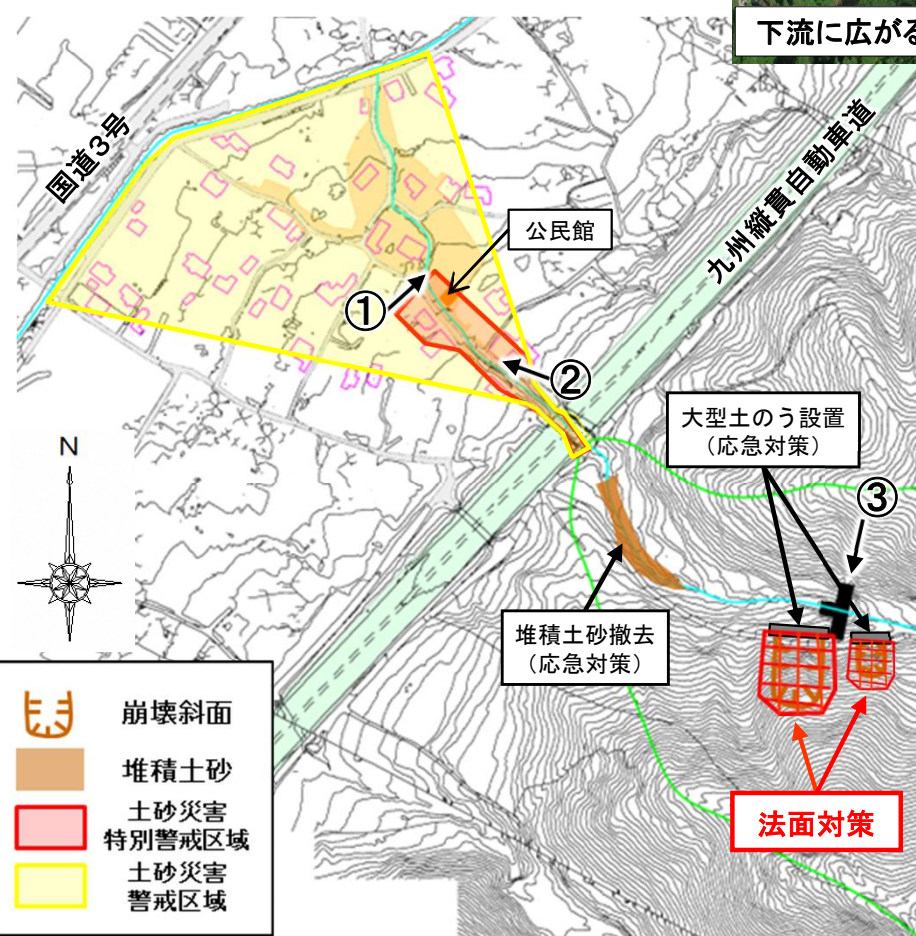 下流に広がる
国道3号
九州縦貫自動車道
公民館
①
②
大型土のう設置
(応急対策)
③
N
堆積土砂撤去
(応急対策)
法面対策
崩壊斜面
堆積土砂
土砂災害
特別警戒区域
土砂災害
警戒区域